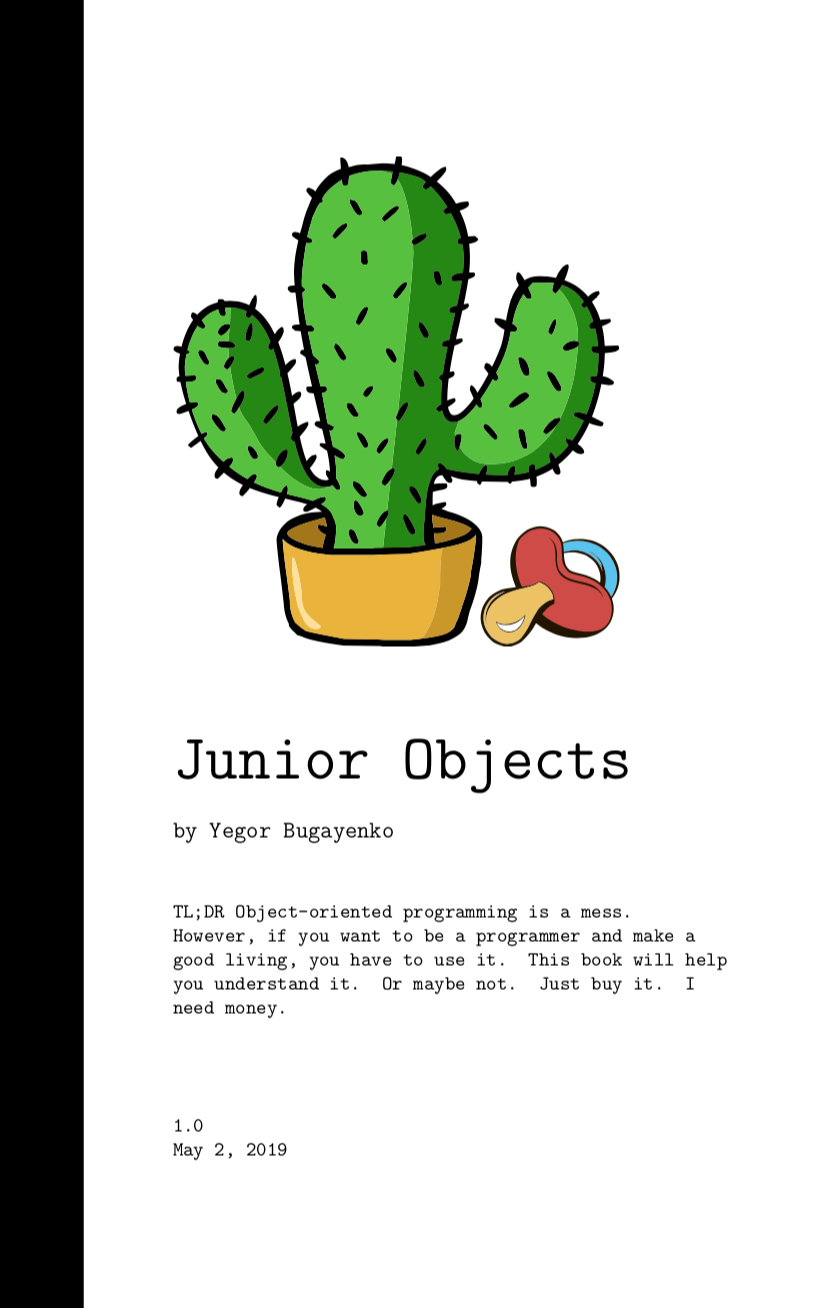 Junior Objects
by Yegor Bugayenko
TL;DR Object-oriented programming is a mess.
However, if you want to be a programmer and make a
good living, you have to use it. This book will help
you understand it. Or maybe not. Just buy it. I
need money.
1.0
May 2, 2019